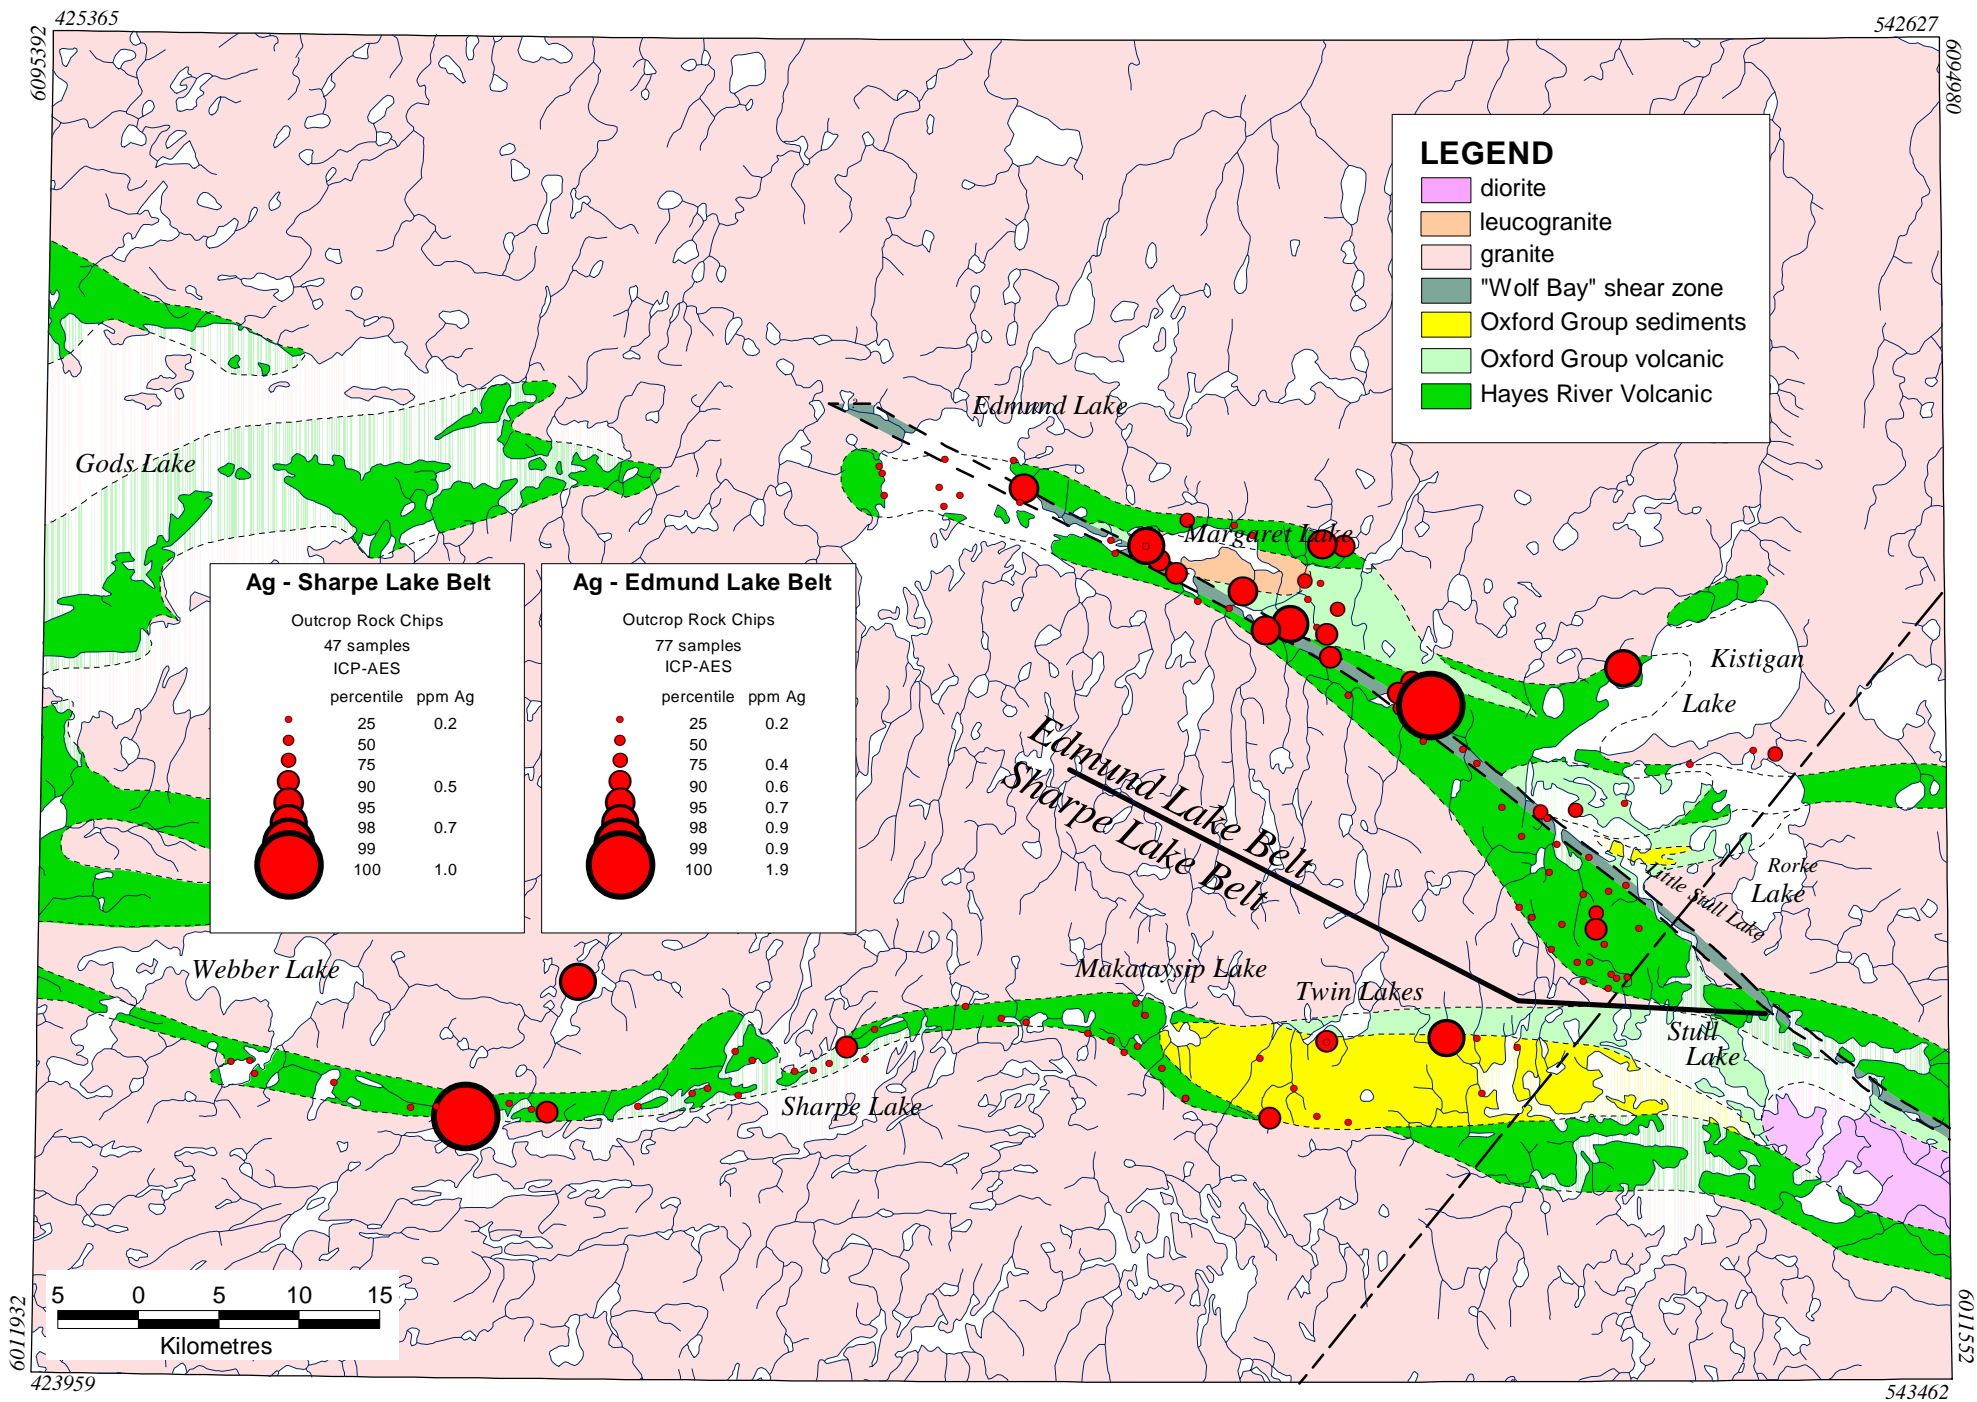 425365
542627
6095392
6094980
LEGEND
diorite
leucogranite
granite
"Wolf Bay" shear zone
Oxford Group sediments
Oxford Group volcanic
Hayes River Volcanic
Edmund Lake
Gods Lake
Margaret Lake
Ag - Sharpe Lake Belt
Outcrop Rock Chips
47 samples
ICP-AES
percentile ppm Ag
25 0.2
50
75
90 0.5
95
98 0.7
99
100 1.0
Ag - Edmund Lake Belt
Outcrop Rock Chips
77 samples
ICP-AES
percentile ppm Ag
25 0.2
50
75 0.4
90 0.6
95 0.7
98 0.9
99 0.9
100 1.9
Kistigan
Lake
Edmund Lake Belt
Sharpe Lake Belt
Rorke
Lake
Little Stull Lake
Webber Lake
Makataysip Lake
Twin Lakes
Stull
Lake
Sharpe Lake
5 0 5 10 15
Kilometres
6011932
6011552
423959
543462